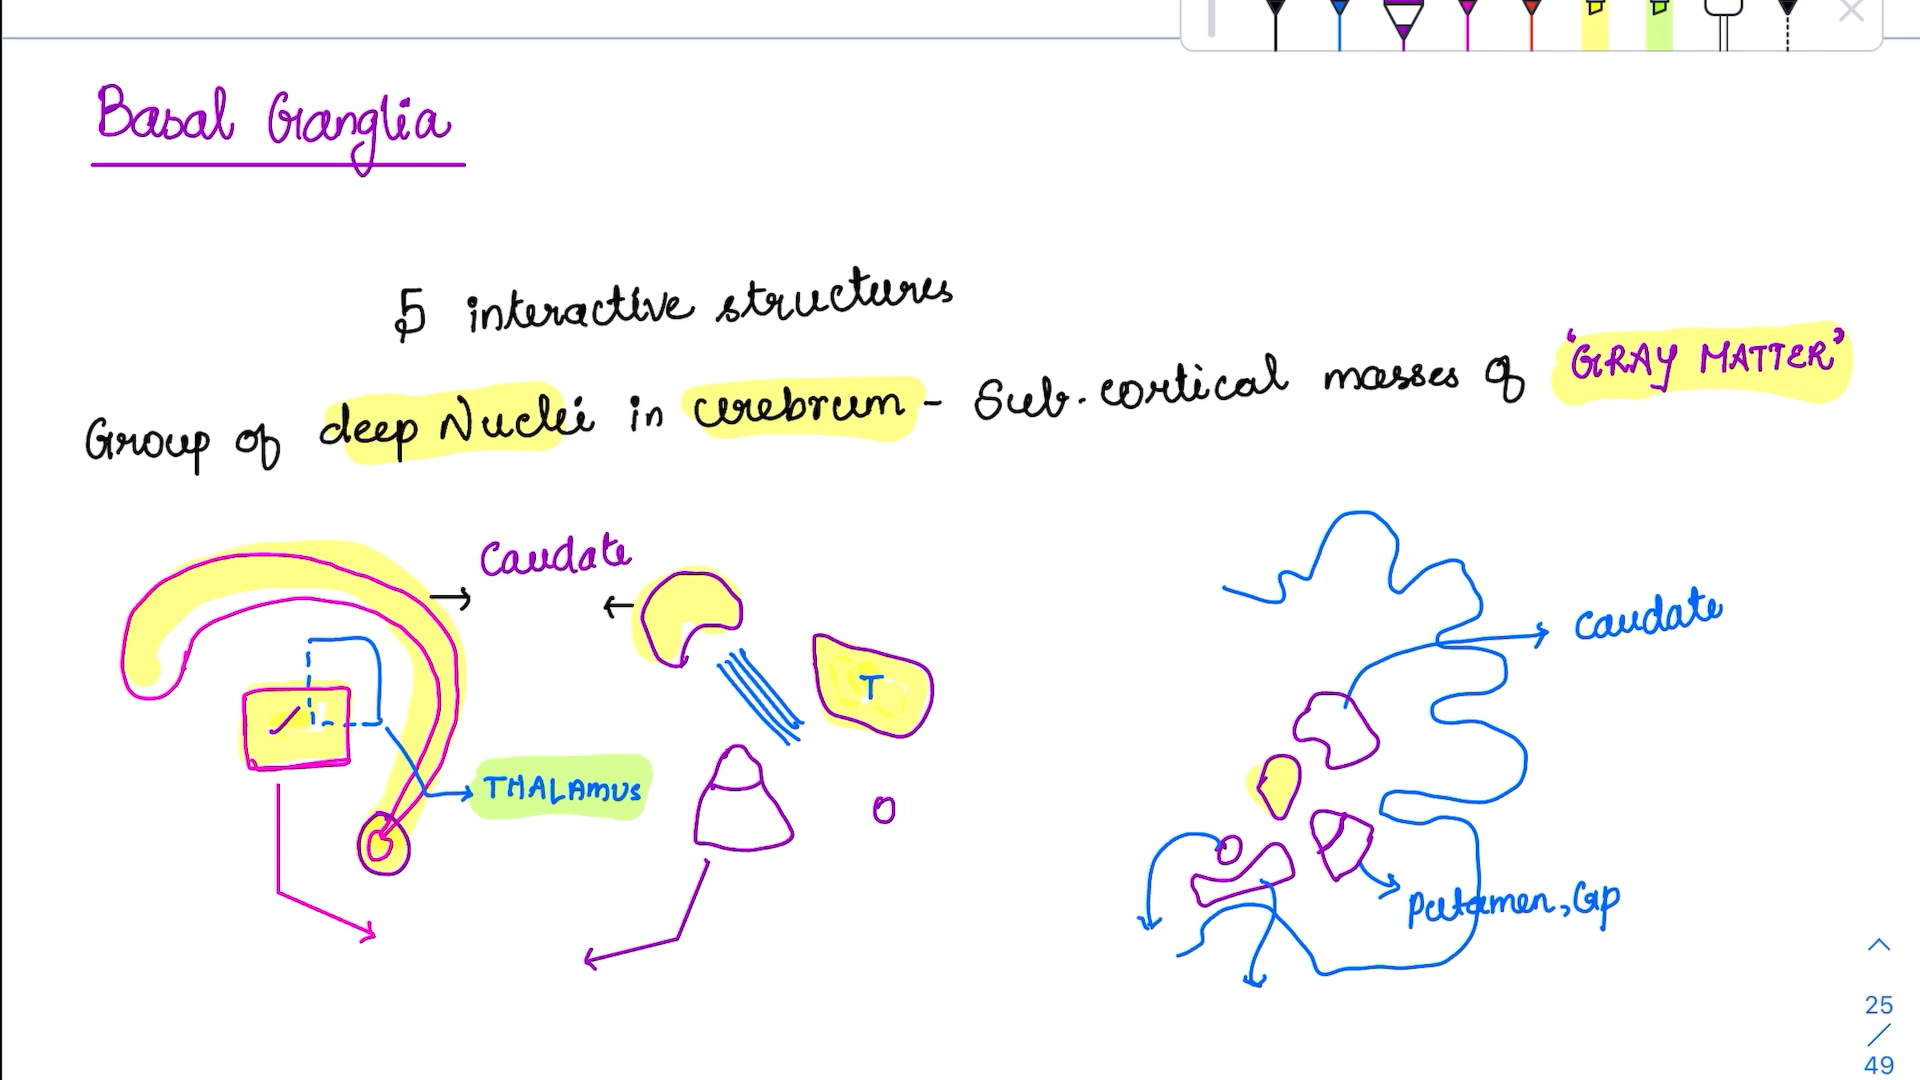 Basal Ganglia
5 interactive structures
Group of deep Nuclei in cerebrum - Sub-cortical masses of 'GRAY MATTER'
Caudate
Caudate
T
THALAMUS
Putamen, Gp
25
/
49